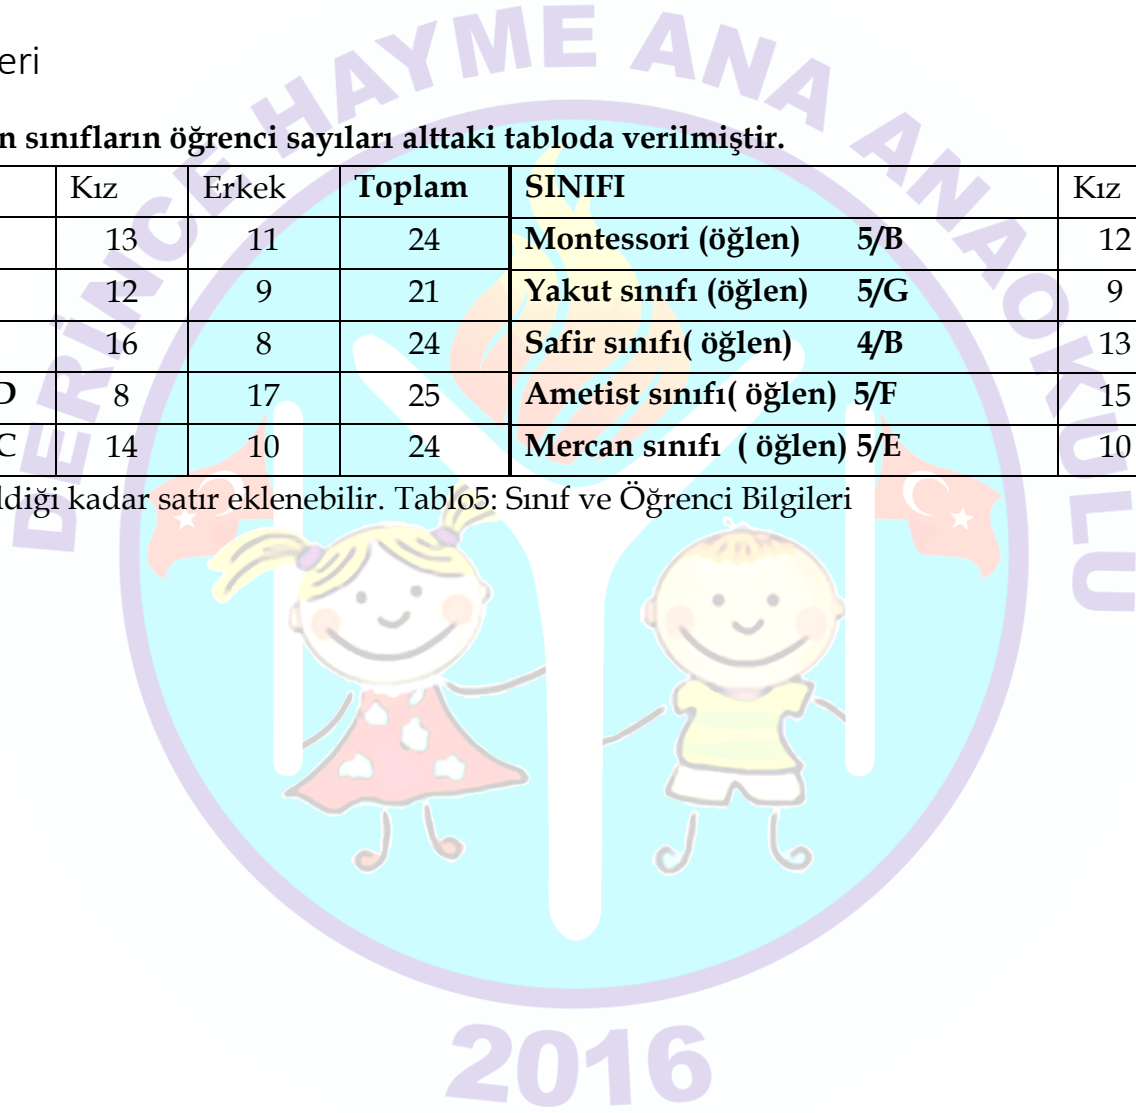 eri
n sınıfların öğrenci sayıları alttaki tabloda verilmiştir.
Kız Erkek Toplam SINIFI Kız
13 11 24 Montessori (öğlen) 5/B 12
12 9 21 Yakut sınıfı (öğlen) 5/G 9
16 8 24 Safir sınıfı( öğlen) 4/B 13
D 8 17 25 Ametist sınıfı( öğlen) 5/F 15
C 14 10 24 Mercan sınıfı ( öğlen) 5/E 10
ldiği kadar satır eklenebilir. Tablo5: Sınıf ve Öğrenci Bilgileri
DERİNCE HAYME ANA ANAOKULU
2016